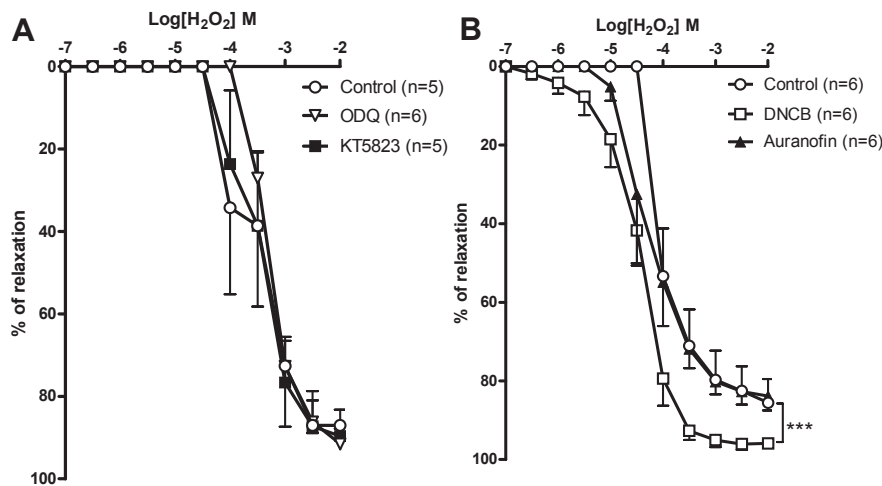 A
Log[H₂O₂] M
-7 -6 -5 -4 -3 -2
0
20
40
60
80
100
% of relaxation
Control (n=5)
ODQ (n=6)
KT5823 (n=5)
B
Log[H₂O₂] M
-7 -6 -5 -4 -3 -2
0
20
40
60
80
100
% of relaxation
Control (n=6)
DNCB (n=6)
Auranofin (n=6)
***